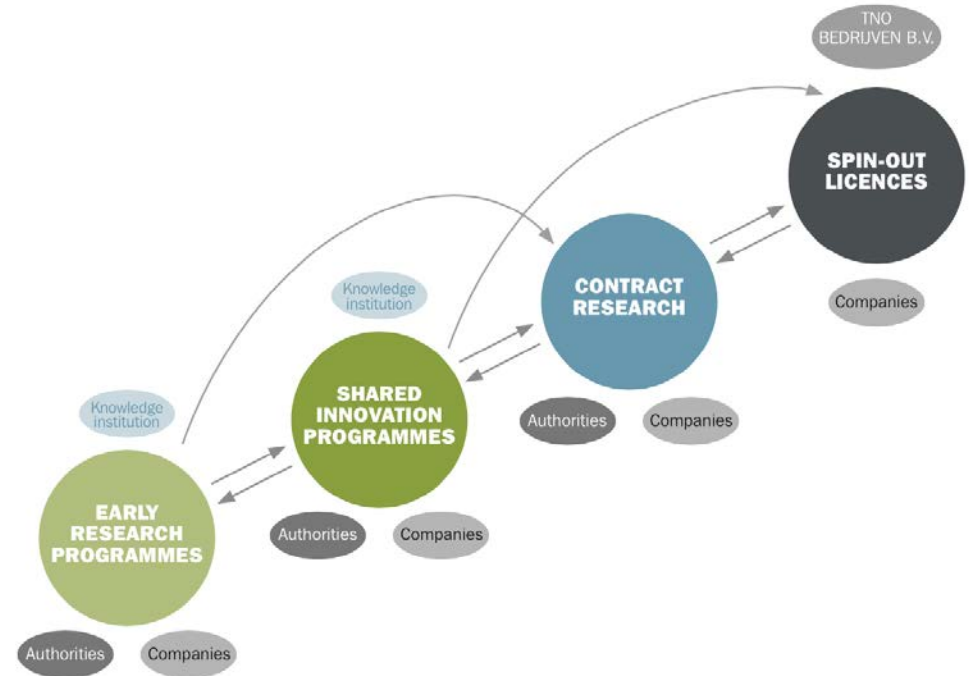 TNO
BEDRIJVEN B.V.
SPIN-OUT
LICENCES
Companies
Knowledge
institution
CONTRACT
RESEARCH
Authorities
Companies
Knowledge
institution
SHARED
INNOVATION
PROGRAMMES
Authorities
Companies
EARLY
RESEARCH
PROGRAMMES
Authorities
Companies